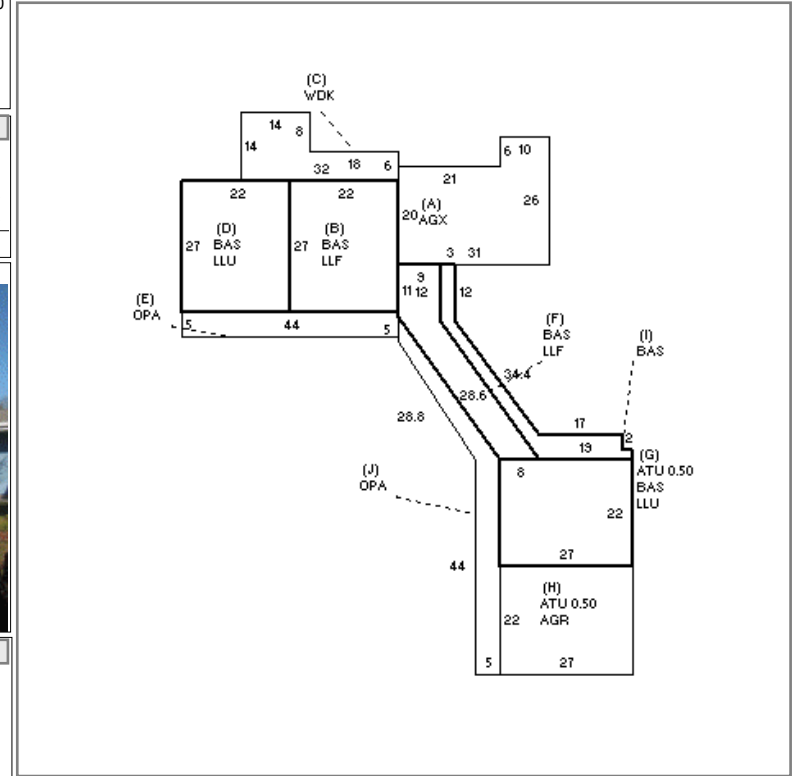 (C)
WDK
14
8
14
18
6
32
6 10
21
26
22
22
20
(A)
AGX
(D)
BAS
LLU
27
(B)
BAS
LLF
27
3 31
9
11
12
12
(E)
OPA
5
44
5
(F)
BAS
LLF
(I)
BAS
34.4
28.6
28.8
17
2
19
(G)
ATU 0.50
BAS
LLU
8
(J)
OPA
22
27
44
(H)
ATU 0.50
AGR
22
5
27